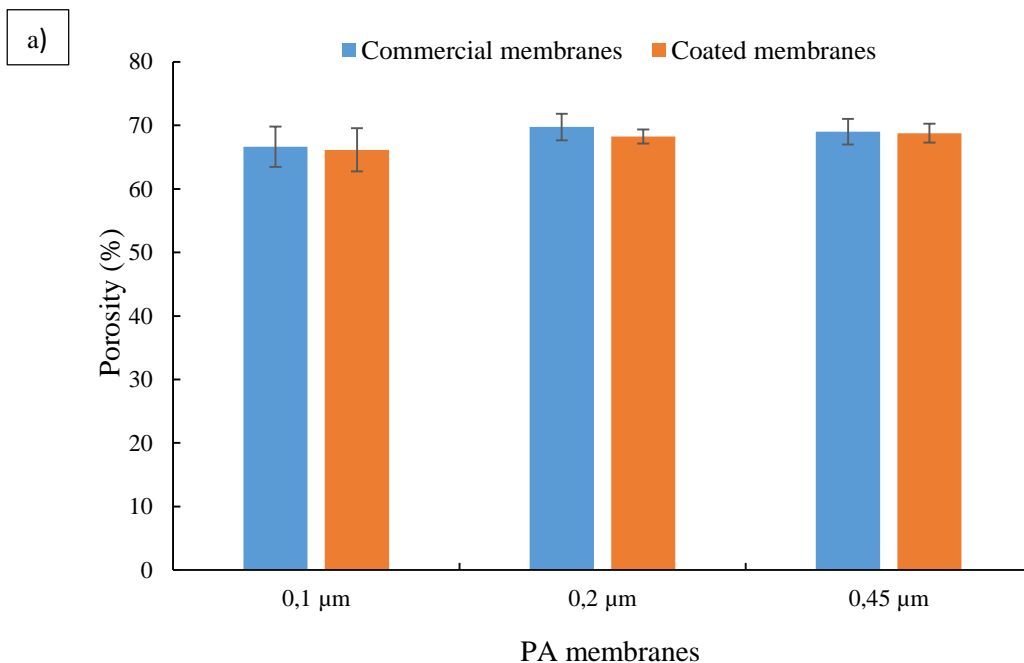 a)
Commercial membranes Coated membranes
80
70
60
50
40
30
20
10
0
Porosity (%)
0,1 µm 0,2 µm 0,45 µm
PA membranes